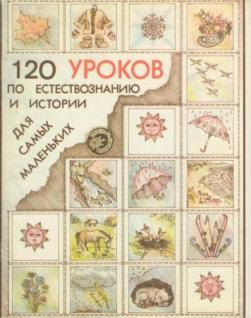 120 УРОКОВ
ПО ЕСТЕСТВОЗНАНИЮ
И ИСТОРИИ
ДЛЯ
САМЫХ
МАЛЕНЬКИХ